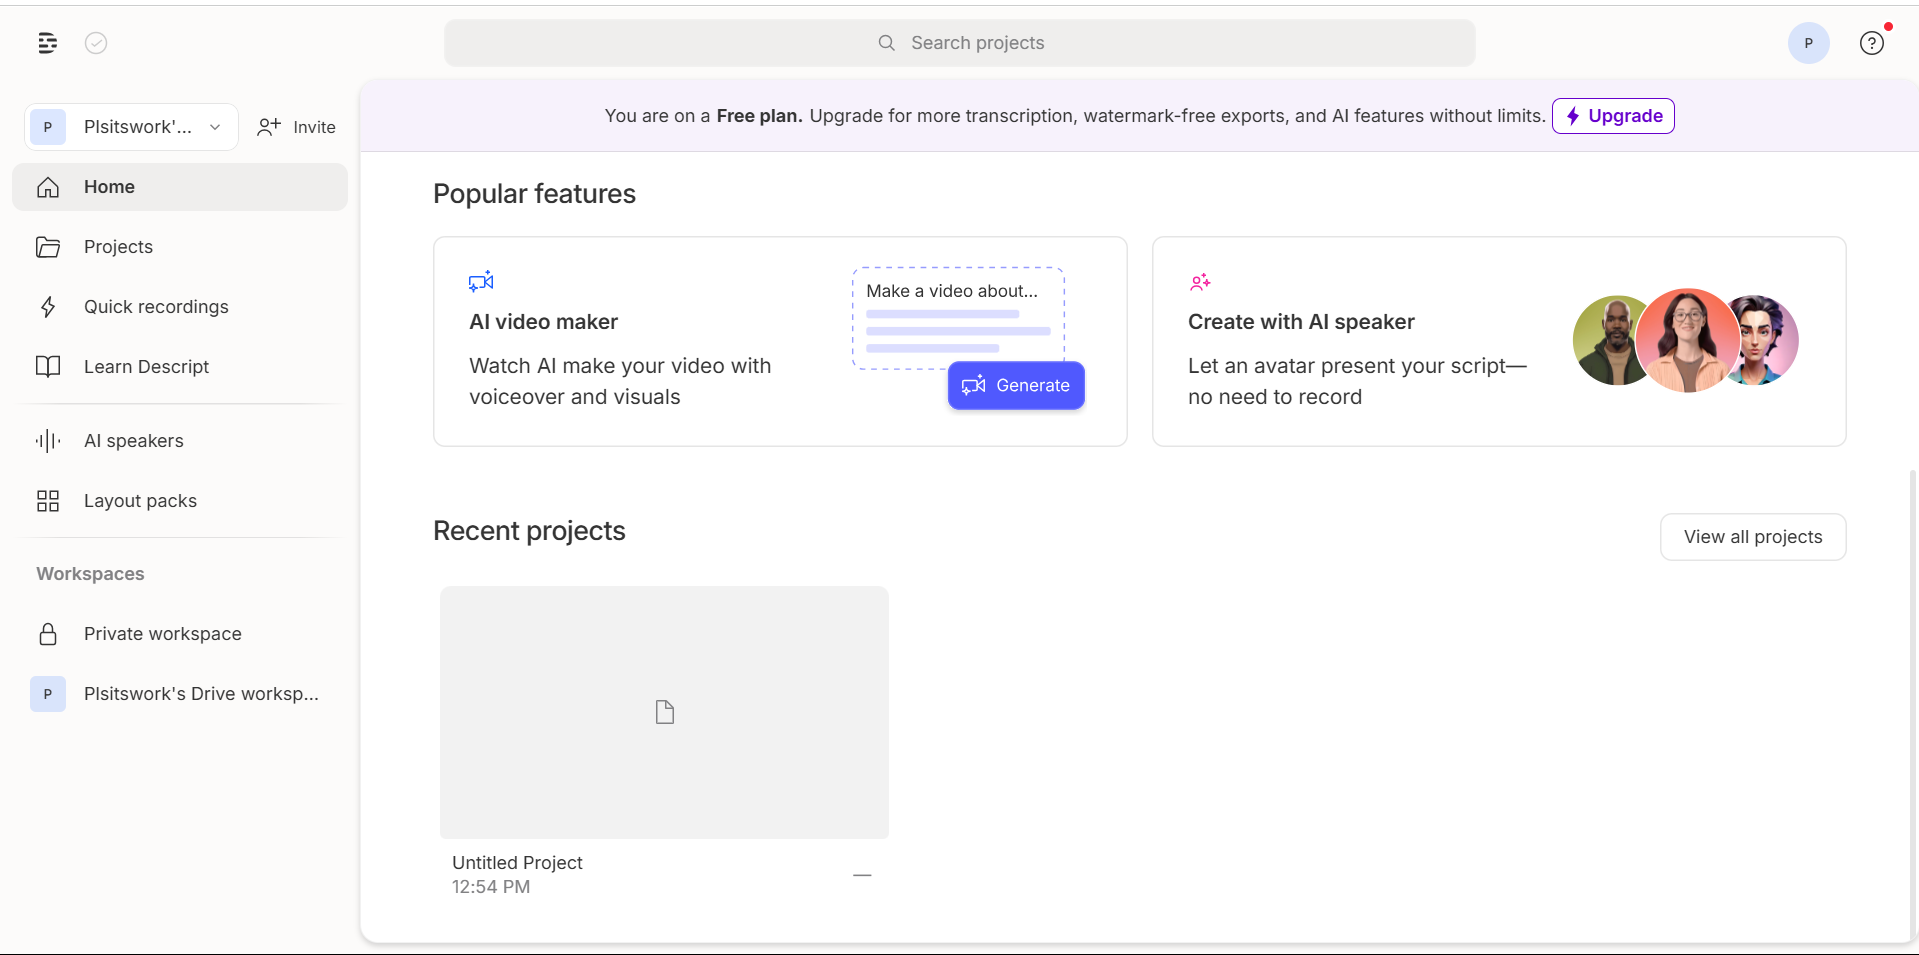 Search projects
P
PIsitswork'...
Invite
P
You are on a Free plan. Upgrade for more transcription, watermark-free exports, and AI features without limits.
Upgrade
Home
Projects
Quick recordings
Learn Descript
AI speakers
Layout packs
Workspaces
Private workspace
P
PIsitswork's Drive worksp...
Popular features
AI video maker
Watch AI make your video with
voiceover and visuals
Make a video about...
Generate
Create with AI speaker
Let an avatar present your script—
no need to record
Recent projects
View all projects
Untitled Project
12:54 PM
—